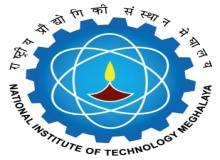 राष्ट्रीय प्रौद्योगिकी संस्थान मेघालय
NATIONAL INSTITUTE OF TECHNOLOGY MEGHALAYA